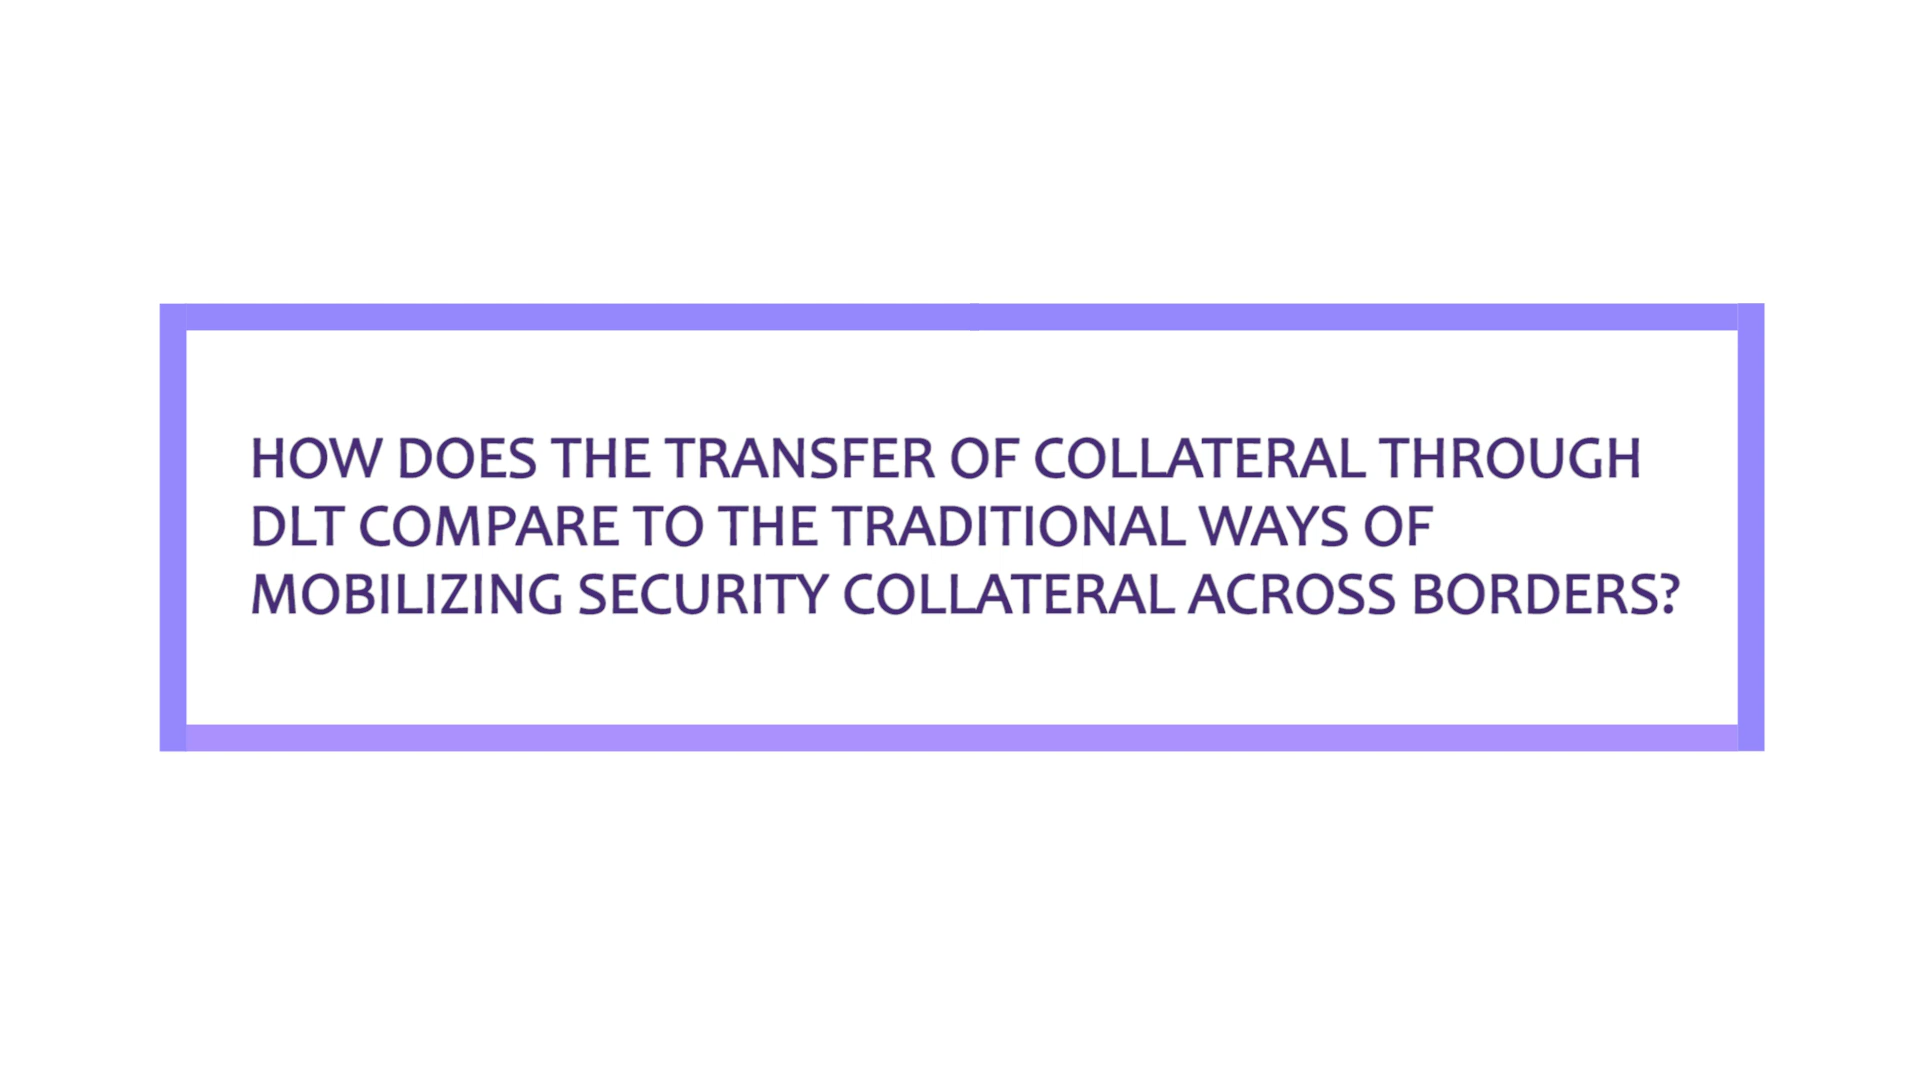 HOW DOES THE TRANSFER OF COLLATERAL THROUGH
DLT COMPARE TO THE TRADITIONAL WAYS OF
MOBILIZING SECURITY COLLATERAL ACROSS BORDERS?